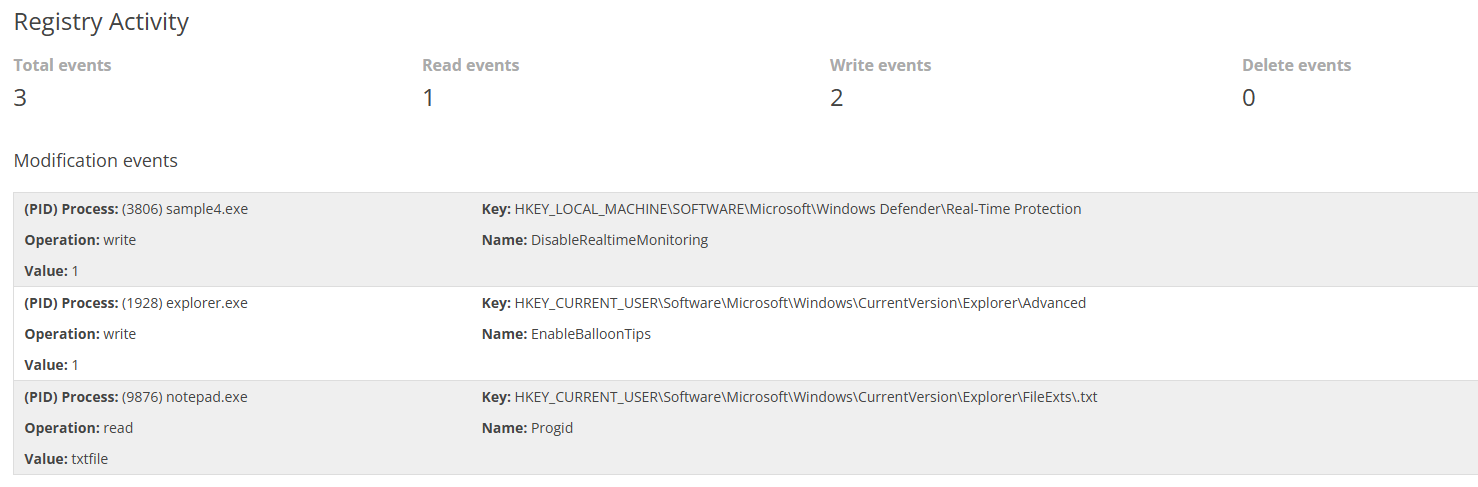 Registry Activity
Total events Read events Write events Delete events
3 1 2 0
Modification events
(PID) Process: (3806) sample4.exe Key: HKEY_LOCAL_MACHINE\SOFTWARE\Microsoft\Windows Defender\Real-Time Protection
Operation: write Name: DisableRealtimeMonitoring
Value: 1
(PID) Process: (1928) explorer.exe Key: HKEY_CURRENT_USER\Software\Microsoft\Windows\CurrentVersion\Explorer\Advanced
Operation: write Name: EnableBalloonTips
Value: 1
(PID) Process: (9876) notepad.exe Key: HKEY_CURRENT_USER\Software\Microsoft\Windows\CurrentVersion\Explorer\FileExts\.txt
Operation: read Name: Progid
Value: txtfile